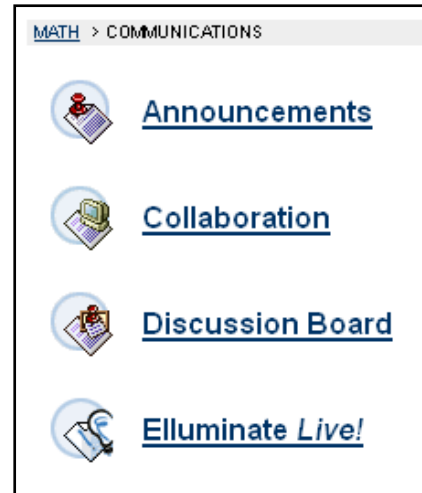 MATH > COMMUNICATIONS
Announcements
Collaboration
Discussion Board
Elluminate Live!